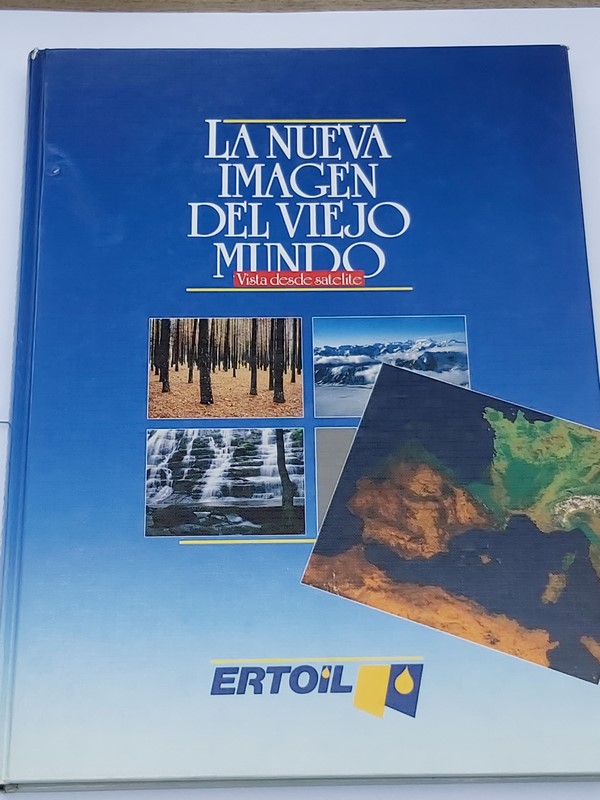 LA NUEVA
IMAGEN
DEL VIEJO
MUNDO
Vista desde satelite
ERTOIL